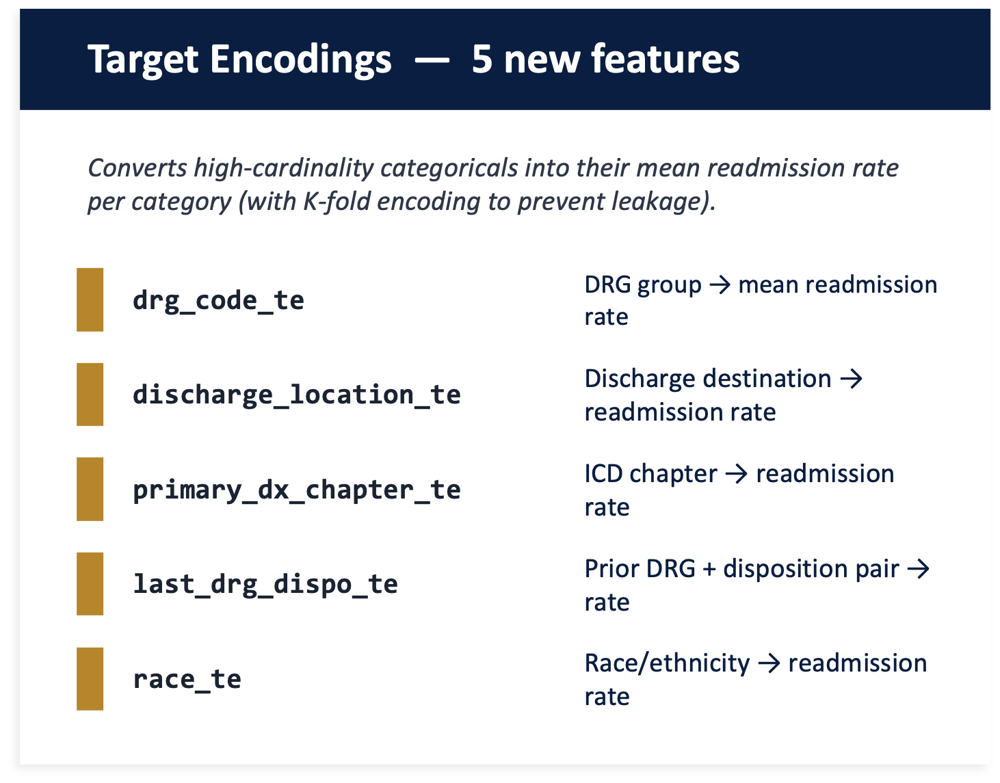 Target Encodings — 5 new features
Converts high-cardinality categoricals into their mean readmission rate
per category (with K-fold encoding to prevent leakage).
drg_code_te
DRG group → mean readmission
rate
discharge_location_te
Discharge destination →
readmission rate
primary_dx_chapter_te
ICD chapter → readmission
rate
last_drg_dispo_te
Prior DRG + disposition pair →
rate
race_te
Race/ethnicity → readmission
rate